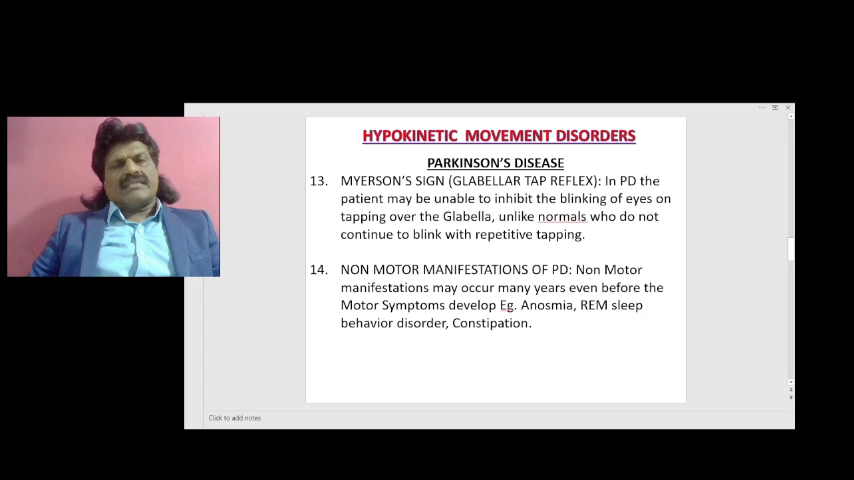 HYPOKINETIC MOVEMENT DISORDERS
PARKINSON'S DISEASE
13. MYERSON'S SIGN (GLABELLAR TAP REFLEX): In PD the
patient may be unable to inhibit the blinking of eyes on
tapping over the Glabella, unlike normals who do not
continue to blink with repetitive tapping.
14. NON MOTOR MANIFESTATIONS OF PD: Non Motor
manifestations may occur many years even before the
Motor Symptoms develop Eg. Anosmia, REM sleep
behavior disorder, Constipation.
Click to add notes